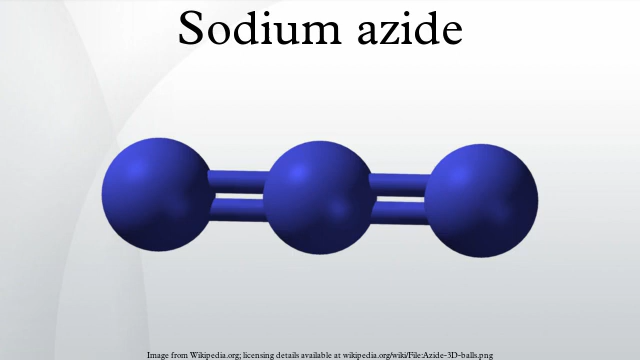 Sodium azide
Image from Wikipedia.org; licensing details available at wikipedia.org/wiki/File:Azide-3D-balls.png